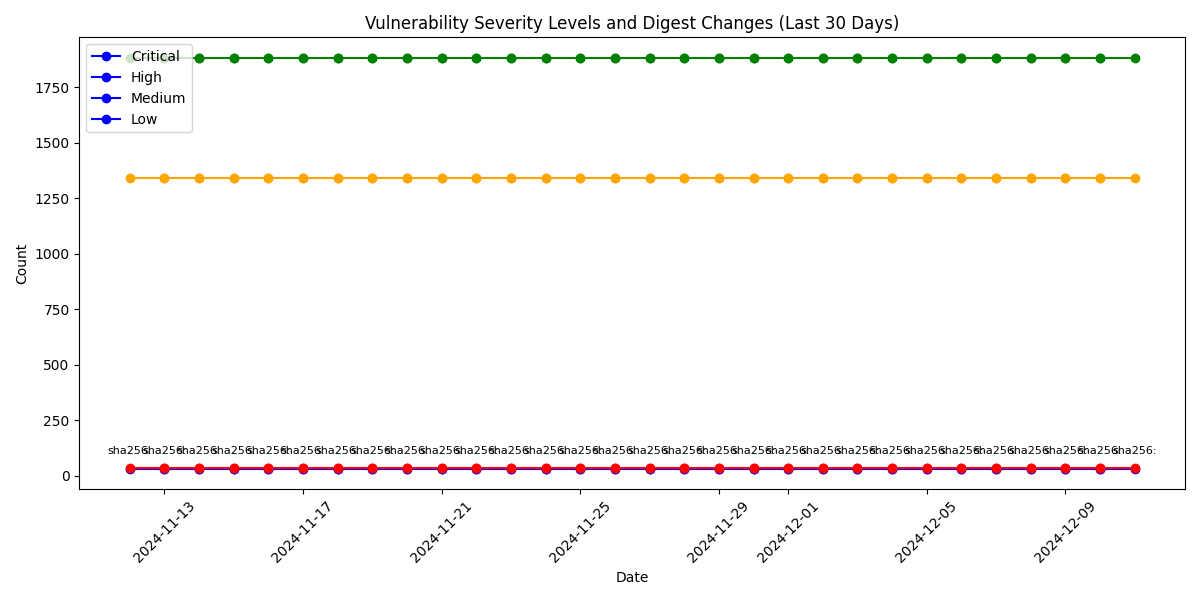 Vulnerability Severity Levels and Digest Changes (Last 30 Days)
Critical
High
Medium
Low
Count
1750
1500
1250
1000
750
500
250
0
sha256: sha256: sha256: sha256: sha256: sha256: sha256: sha256: sha256: sha256: sha256: sha256: sha256: sha256: sha256: sha256: sha256: sha256: sha256: sha256: sha256: sha256: sha256: sha256: sha256: sha256: sha256: sha256: sha256: sha256:
2024-11-13
2024-11-17
2024-11-21
2024-11-25
2024-11-29
2024-12-01
2024-12-05
2024-12-09
Date